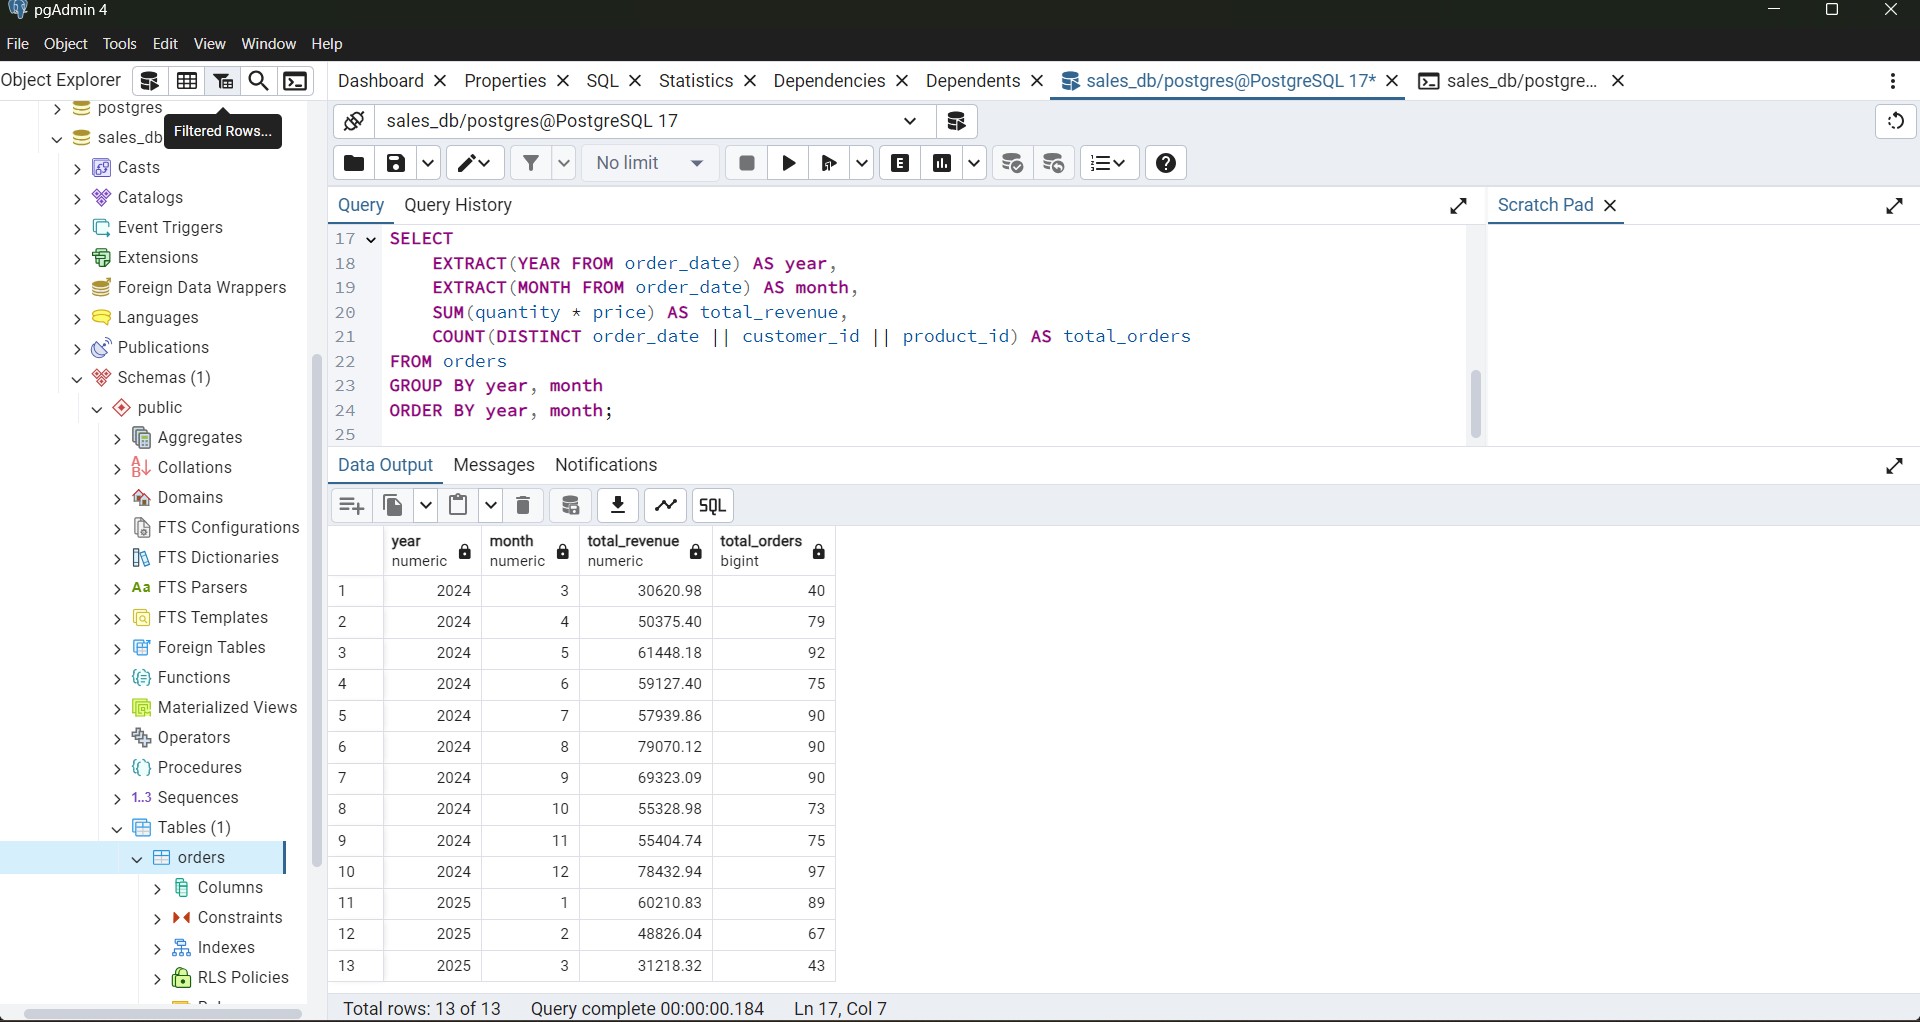 pgAdmin 4
File Object Tools Edit View Window Help
Object Explorer
Filtered Rows...
postgres
sales_db
Casts
Catalogs
Event Triggers
Extensions
Foreign Data Wrappers
Languages
Publications
Schemas (1)
public
Aggregates
Collations
Domains
FTS Configurations
FTS Dictionaries
Aa FTS Parsers
FTS Templates
Foreign Tables
Functions
Materialized Views
Operators
Procedures
1..3 Sequences
Tables (1)
orders
Columns
Constraints
Indexes
RLS Policies
Dashboard Properties SQL Statistics Dependencies Dependents sales_db/postgres@PostgreSQL 17* sales_db/postgre...
sales_db/postgres@PostgreSQL 17
No limit
E
Query Query History
Scratch Pad
17 SELECT
18 EXTRACT(YEAR FROM order_date) AS year,
19 EXTRACT(MONTH FROM order_date) AS month,
20 SUM(quantity * price) AS total_revenue,
21 COUNT(DISTINCT order_date || customer_id || product_id) AS total_orders
22 FROM orders
23 GROUP BY year, month
24 ORDER BY year, month;
25
Data Output Messages Notifications
SQL
year month total_revenue total_orders
numeric numeric numeric bigint
1 2024 3 30620.98 40
2 2024 4 50375.40 79
3 2024 5 61448.18 92
4 2024 6 59127.40 75
5 2024 7 57939.86 90
6 2024 8 79070.12 90
7 2024 9 69323.09 90
8 2024 10 55328.98 73
9 2024 11 55404.74 75
10 2024 12 78432.94 97
11 2025 1 60210.83 89
12 2025 2 48826.04 67
13 2025 3 31218.32 43
Total rows: 13 of 13 Query complete 00:00:00.184 Ln 17, Col 7